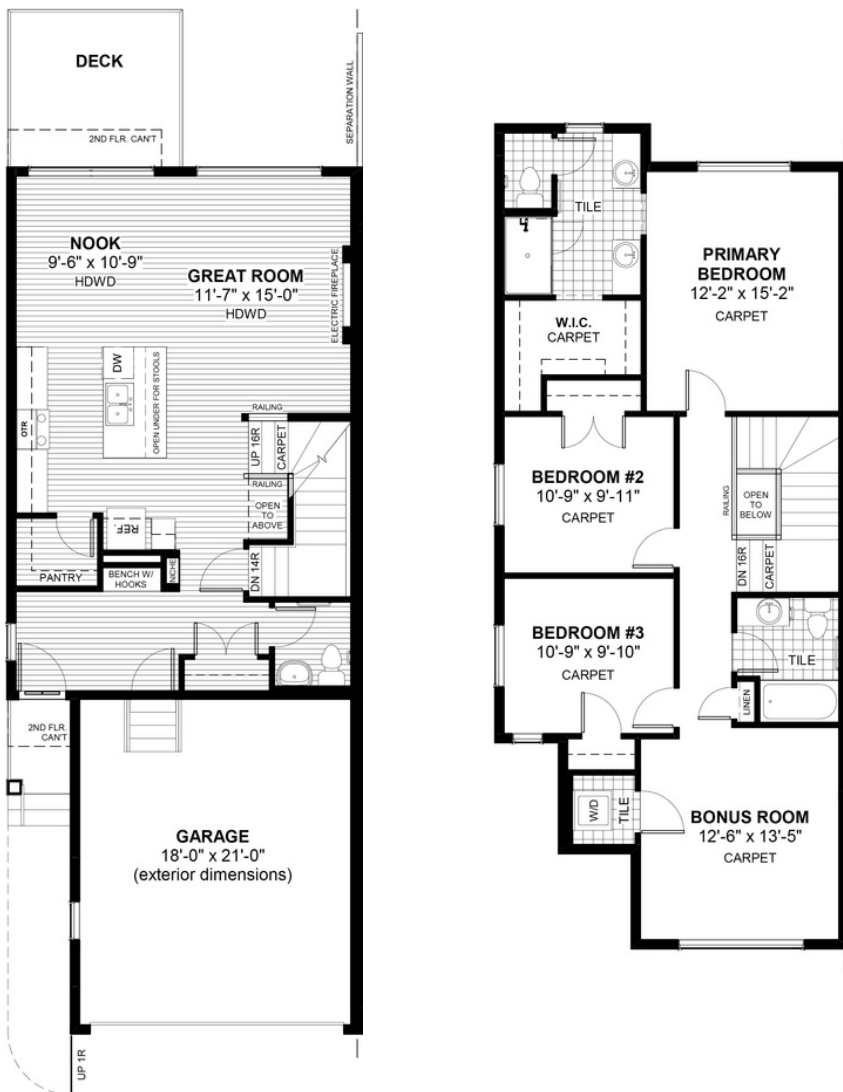 DECK
2ND FLR. CAN'T
SEPARATION WALL
NOOK
9'-6" x 10'-9"
HDWD
GREAT ROOM
11'-7" x 15'-0"
HDWD
ELECTRIC FIREPLACE
DW
OPEN UNDER FOR STOOLS
OTR
RAILING
UP 16R
CARPET
RAILING
OPEN
TO
ABOVE
REF.
PANTRY
BENCH W/
HOOKS
NICHE
DN 14R
2ND FLR.
CAN'T
GARAGE
18'-0" x 21'-0"
(exterior dimensions)
UP 1R
TILE
PRIMARY
BEDROOM
12'-2" x 15'-2"
CARPET
W.I.C.
CARPET
BEDROOM #2
10'-9" x 9'-11"
CARPET
RAILING
OPEN
TO
BELOW
DN 16R
CARPET
BEDROOM #3
10'-9" x 9'-10"
CARPET
TILE
LINEN
W/D
TILE
BONUS ROOM
12'-6" x 13'-5"
CARPET